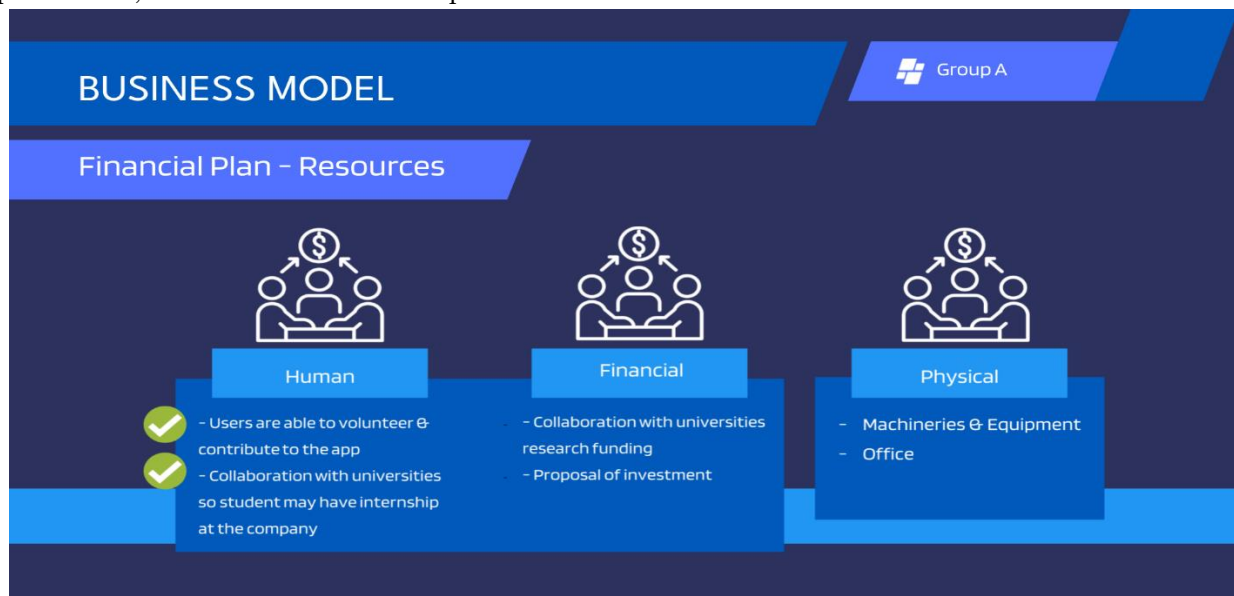 BUSINESS MODEL
Group A
Financial Plan - Resources
$
$
$
Human
- Users are able to volunteer &
contribute to the app
- Collaboration with universities
so student may have internship
at the company
Financial
- Collaboration with universities
research funding
- Proposal of investment
Physical
- Machineries & Equipment
- Office